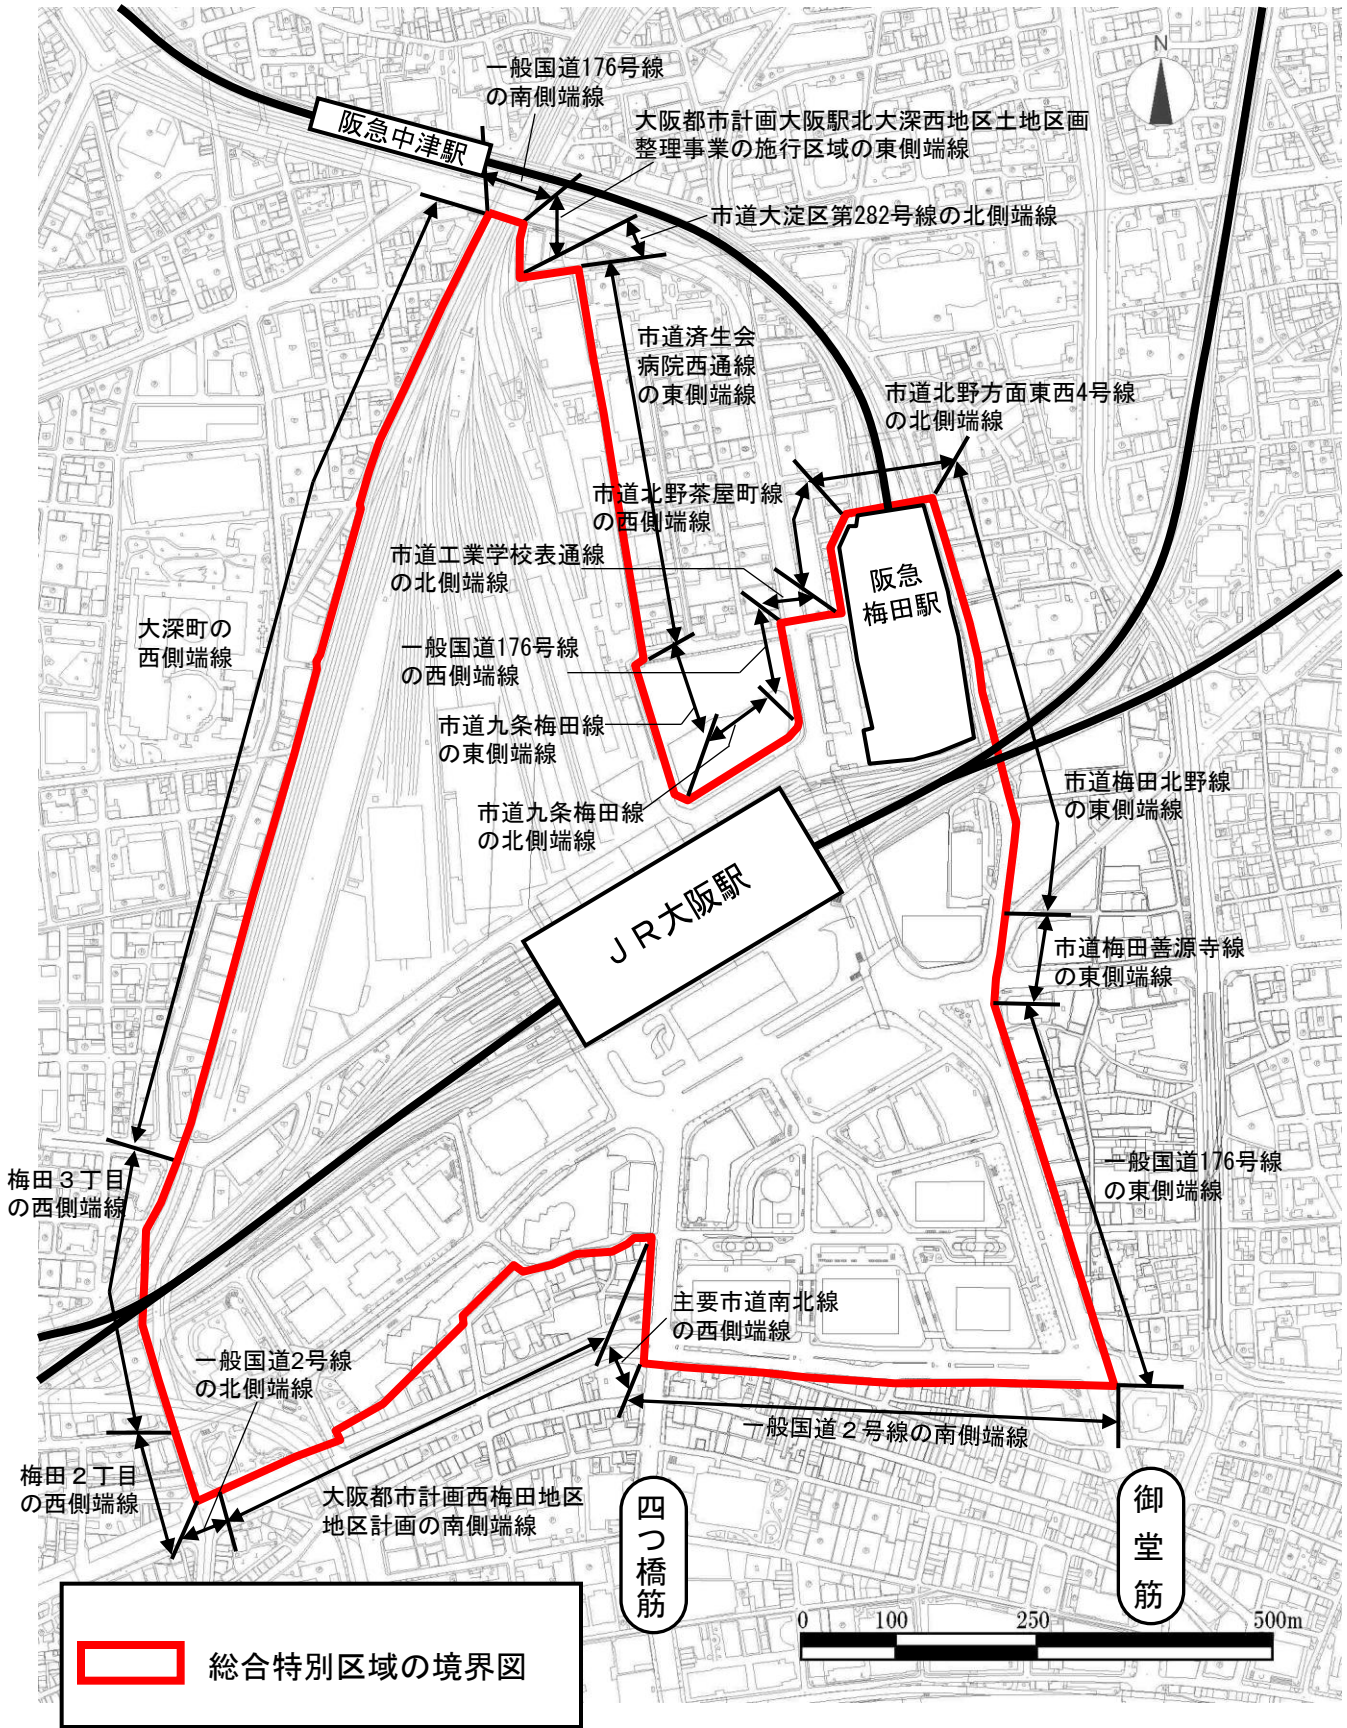 N
一般国道176号線
の南側端線
阪急中津駅
大阪都市計画大阪駅北大深西地区土地区画
整理事業の施行区域の東側端線
市道大淀区第282号線の北側端線
市道済生会
病院西通線
の東側端線
市道北野方面東西4号線
の北側端線
市道北野茶屋町線
の西側端線
市道工業学校表通線
の北側端線
阪急
梅田駅
大深町の
西側端線
一般国道176号線
の西側端線
市道九条梅田線
の東側端線
市道九条梅田線
の北側端線
市道梅田北野線
の東側端線
ＪＲ大阪駅
市道梅田善源寺線
の東側端線
一般国道176号線
の東側端線
梅田３丁目
の西側端線
主要市道南北線
の西側端線
一般国道2号線
の北側端線
一般国道２号線の南側端線
梅田２丁目
の西側端線
大阪都市計画西梅田地区
地区計画の南側端線
四つ橋筋
御堂筋
0 100 250 500m
総合特別区域の境界図